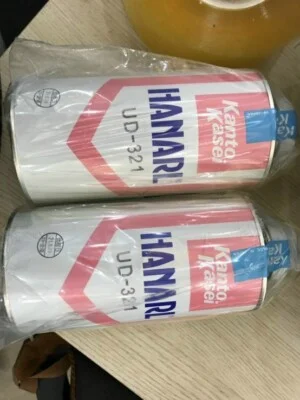 Kanto
Kasei
HANARL
UD-321
Kanto
Kasei
HANARL
UD-321